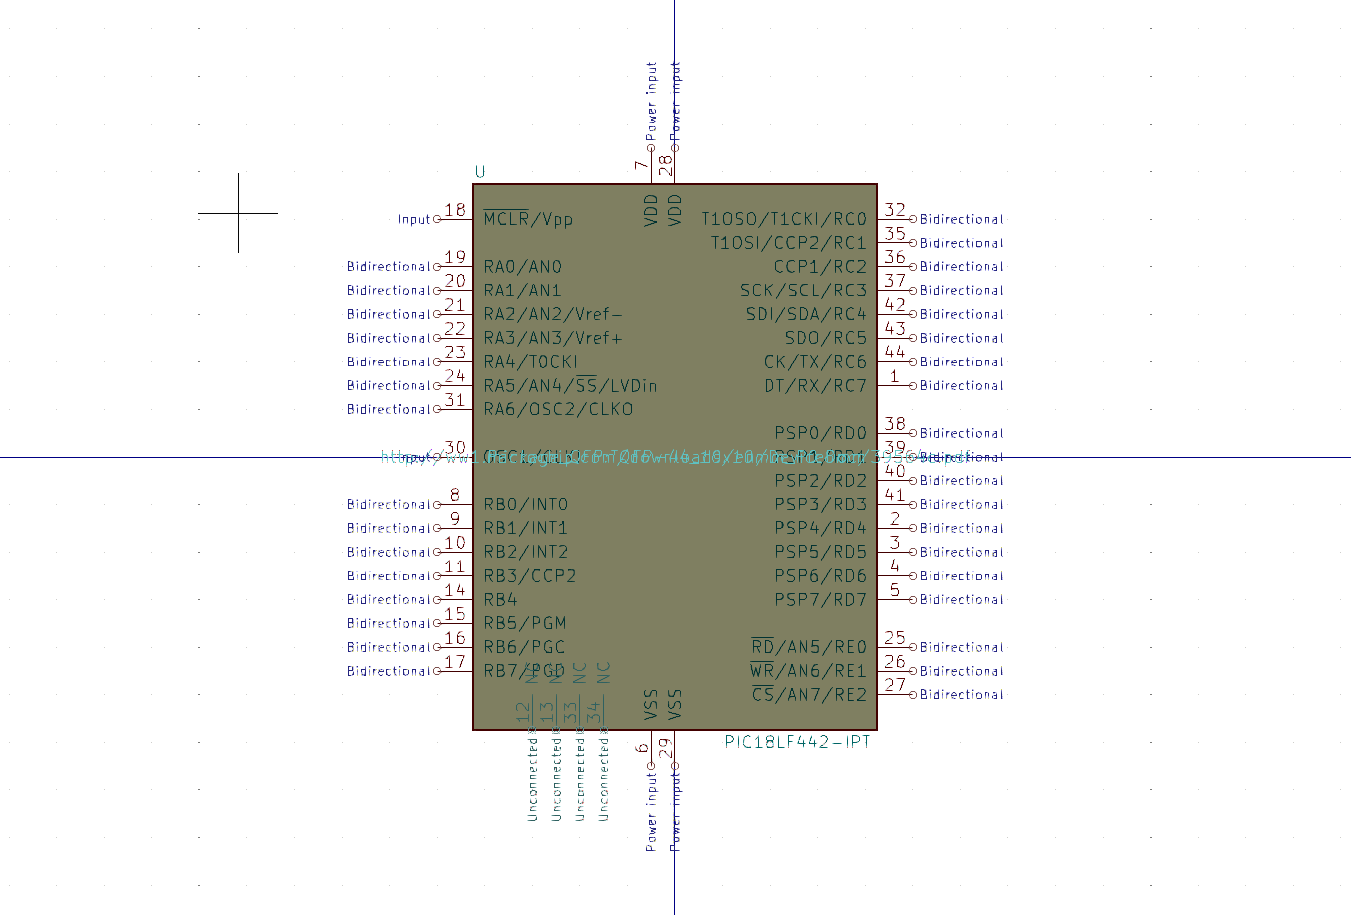 Power input
Power input
7
28
U
VDD
VDD
Input 18 MCLR/Vpp
T1OSO/T1CKI/RC0 32 Bidirectional
T1OSI/CCP2/RC1 35 Bidirectional
Bidirectional 19 RA0/AN0
CCP1/RC2 36 Bidirectional
Bidirectional 20 RA1/AN1
SCK/SCL/RC3 37 Bidirectional
Bidirectional 21 RA2/AN2/Vref-
SDI/SDA/RC4 42 Bidirectional
Bidirectional 22 RA3/AN3/Vref+
SDO/RC5 43 Bidirectional
Bidirectional 23 RA4/T0CKI
CK/TX/RC6 44 Bidirectional
Bidirectional 24 RA5/AN4/SS/LVDin
DT/RX/RC7 1 Bidirectional
Bidirectional 31 RA6/OSC2/CLKO
PSP0/RD0 38 Bidirectional
Input 30
39 Bidirectional
PSP2/RD2 40 Bidirectional
Bidirectional 8 RB0/INT0
PSP3/RD3 41 Bidirectional
Bidirectional 9 RB1/INT1
PSP4/RD4 2 Bidirectional
Bidirectional 10 RB2/INT2
PSP5/RD5 3 Bidirectional
Bidirectional 11 RB3/CCP2
PSP6/RD6 4 Bidirectional
Bidirectional 14 RB4
PSP7/RD7 5 Bidirectional
Bidirectional 15 RB5/PGM
Bidirectional 16 RB6/PGC
RD/AN5/RE0 25 Bidirectional
Bidirectional 17 RB7/PGD
WR/AN6/RE1 26 Bidirectional
CS/AN7/RE2 27 Bidirectional
NC
NC
NC
NC
12
13
33
34
VSS
VSS
6
29
PIC18LF442-IPT
Unconnected
Unconnected
Unconnected
Unconnected
Power input
Power input